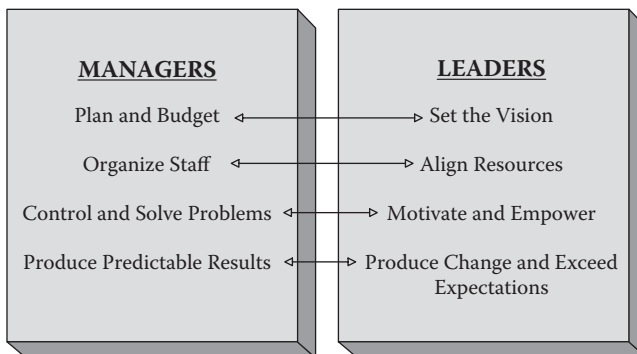 MANAGERS
Plan and Budget
Organize Staff
Control and Solve Problems
Produce Predictable Results
LEADERS
Set the Vision
Align Resources
Motivate and Empower
Produce Change and Exceed
Expectations